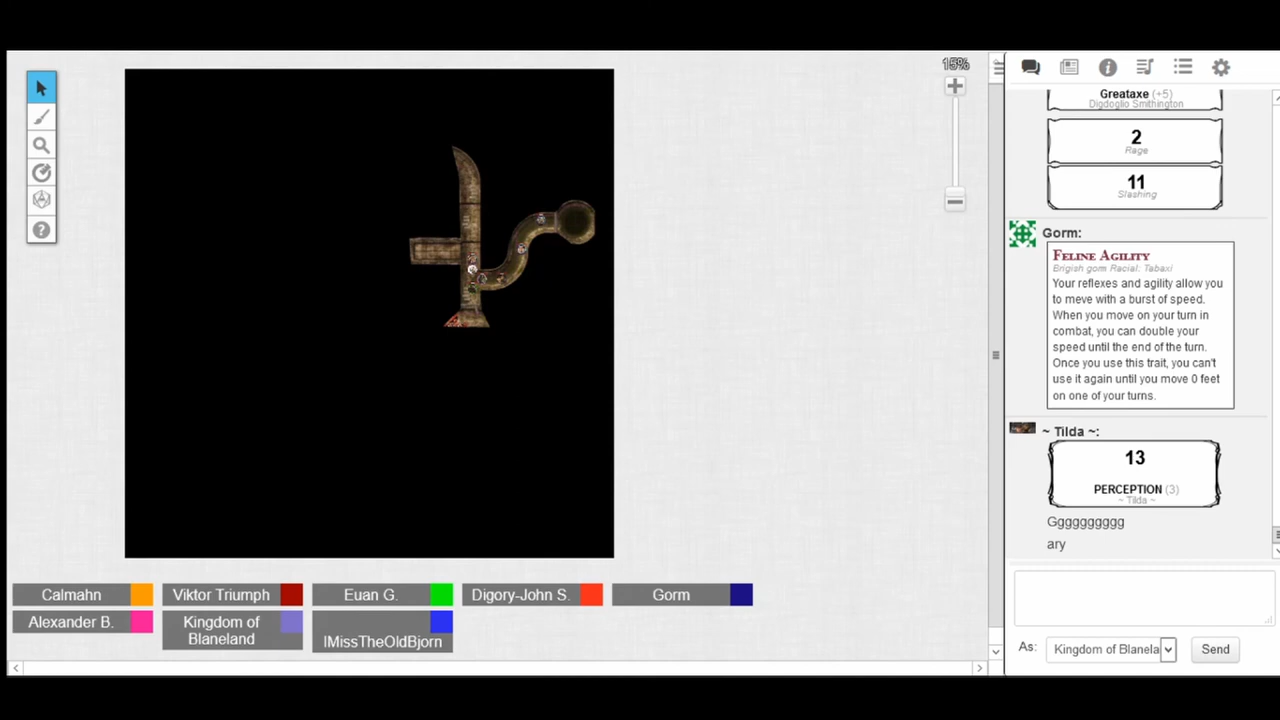 15%
Greataxe (+5)
Digdoglio Smithington
2
Rage
11
Slashing
Gorm:
Feline Agility
Brigish gom Racial: Tabaxi
Your reflexes and agility allow you
to meve with a burst of speed.
When you move on your turn in
combat, you can double your
speed until the end of the turn.
Once you use this trait, you can't
use it again until you move 0 feet
on one of your turns.
~ Tilda ~:
13
PERCEPTION (3)
~ Tilda ~
Gggggggggg
ary
Calmahn
Viktor Triumph
Euan G.
Digory-John S.
Gorm
Alexander B.
Kingdom of
Blaneland
IMissTheOldBjorn
As:
Kingdom of Blanela
Send